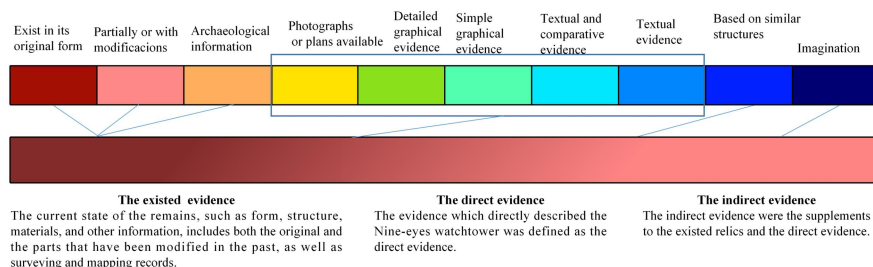 Exist in its
original form
Partially or with
modificacions
Archaeological
information
Photographs
or plans available
Detailed
graphical
evidence
Simple
graphical
evidence
Textual and
comparative
evidence
Textual
evidence
Based on similar
structures
Imagination
The existed evidence
The current state of the remains, such as form, structure,
materials, and other information, includes both the original and
the parts that have been modified in the past, as well as
surveying and mapping records.
The direct evidence
The evidence which directly described the
Nine-eyes watchtower was defined as the
direct evidence.
The indirect evidence
The indirect evidence were the supplements
to the existed relics and the direct evidence.